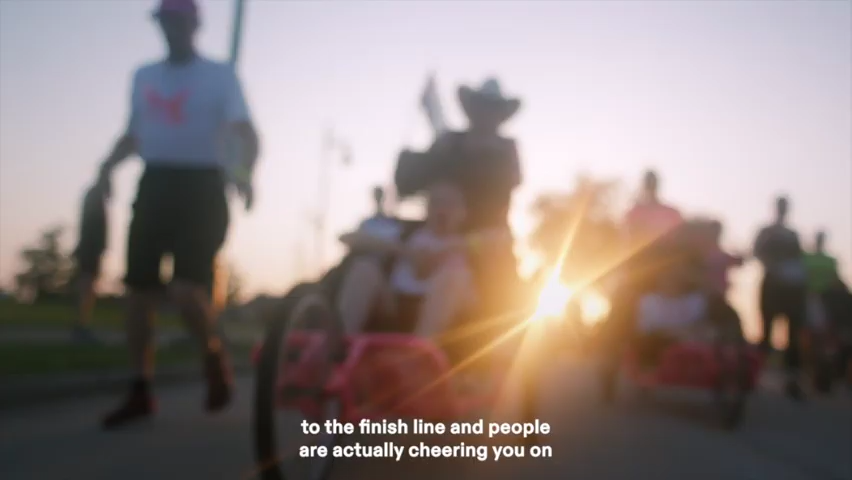 to the finish line and people
are actually cheering you on